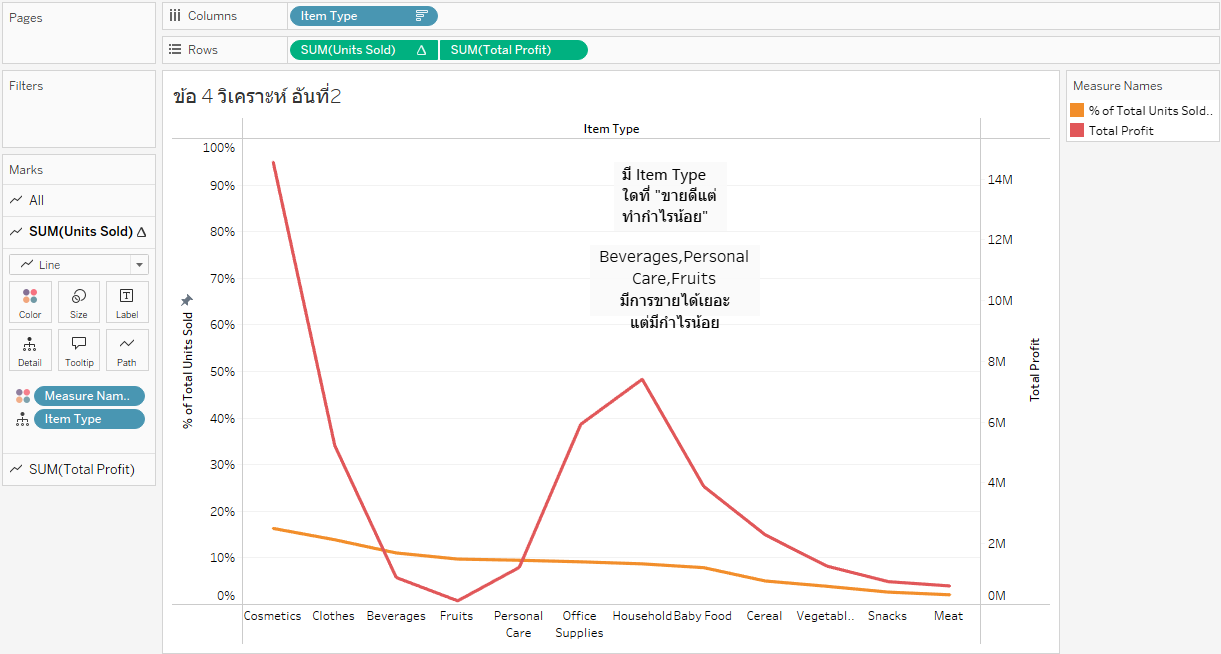 Pages
Columns
Item Type
Rows
SUM(Units Sold)
SUM(Total Profit)
Filters
Marks
All
SUM(Units Sold)
Line
Color
Size
Label
Detail
Tooltip
Path
Measure Nam..
Item Type
SUM(Total Profit)
ข้อ 4 วิเคราะห์ อันที่2
Item Type
100%
90%
80%
70%
60%
50%
40%
30%
20%
10%
0%
% of Total Units Sold
มี Item Type
ใดที่ "ขายดีแต่
ทำกำไรน้อย"
Beverages,Personal
Care,Fruits
มีการขายได้เยอะ
แต่มีกำไรน้อย
14M
12M
10M
8M
6M
4M
2M
0M
Total Profit
Cosmetics
Clothes
Beverages
Fruits
Personal
Care
Office
Supplies
Household
Baby Food
Cereal
Vegetabl..
Snacks
Meat
Measure Names
% of Total Units Sold..
Total Profit